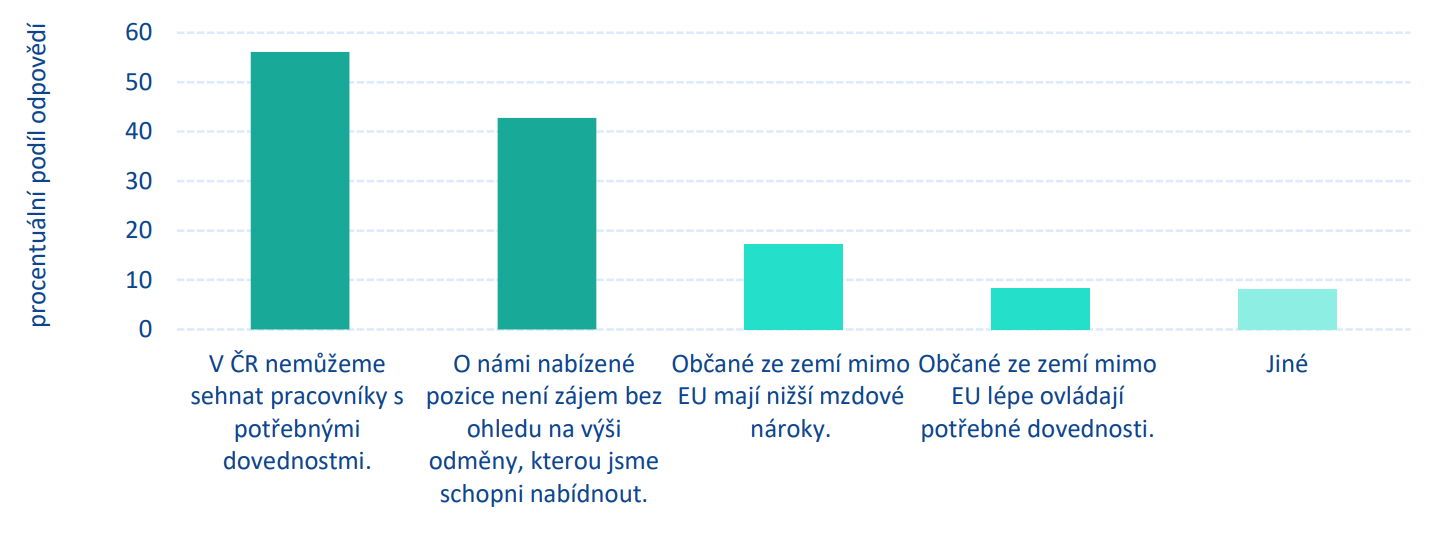 procentuální podíl odpovědí
60
50
40
30
20
10
0
V ČR nemůžeme
sehnat pracovníky s
potřebnými
dovednostmi.
O námi nabízené
pozice není zájem bez
ohledu na výši
odměny, kterou jsme
schopni nabídnout.
Občané ze zemí mimo
EU mají nižší mzdové
nároky.
Občané ze zemí mimo
EU lépe ovládají
potřebné dovednosti.
Jiné